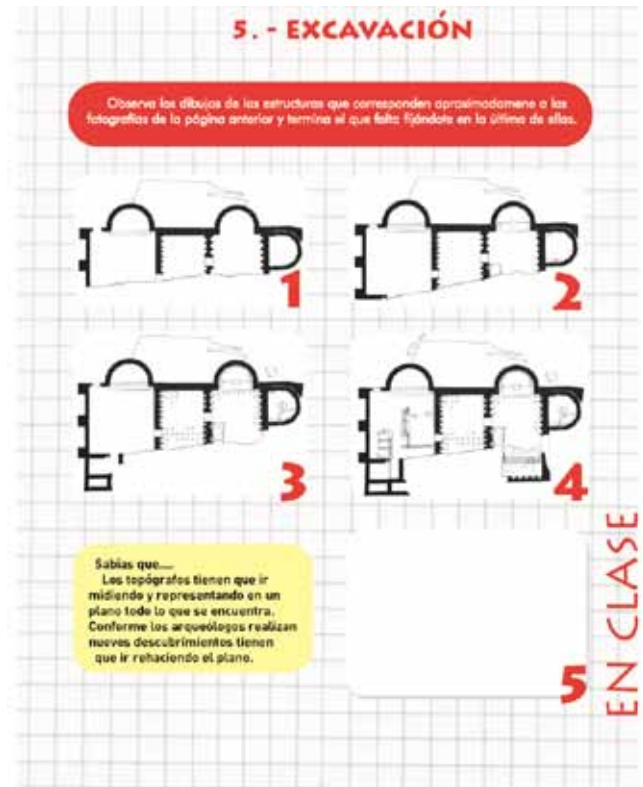 5. - EXCAVACIÓN
Observa los dibujos de las estructuras que corresponden aproximadamene a las
fotografías de la página anterior y termina el que falta fijándote en la última de ellas.
1
2
3
4
Sabías que....
Los topógrafos tienen que ir
midiendo y representando en un
plano todo lo que se encuentra.
Conforme los arqueólogos realizan
nuevos descubrimientos tienen
que ir rehaciendo el plano.
5
EN CLASE